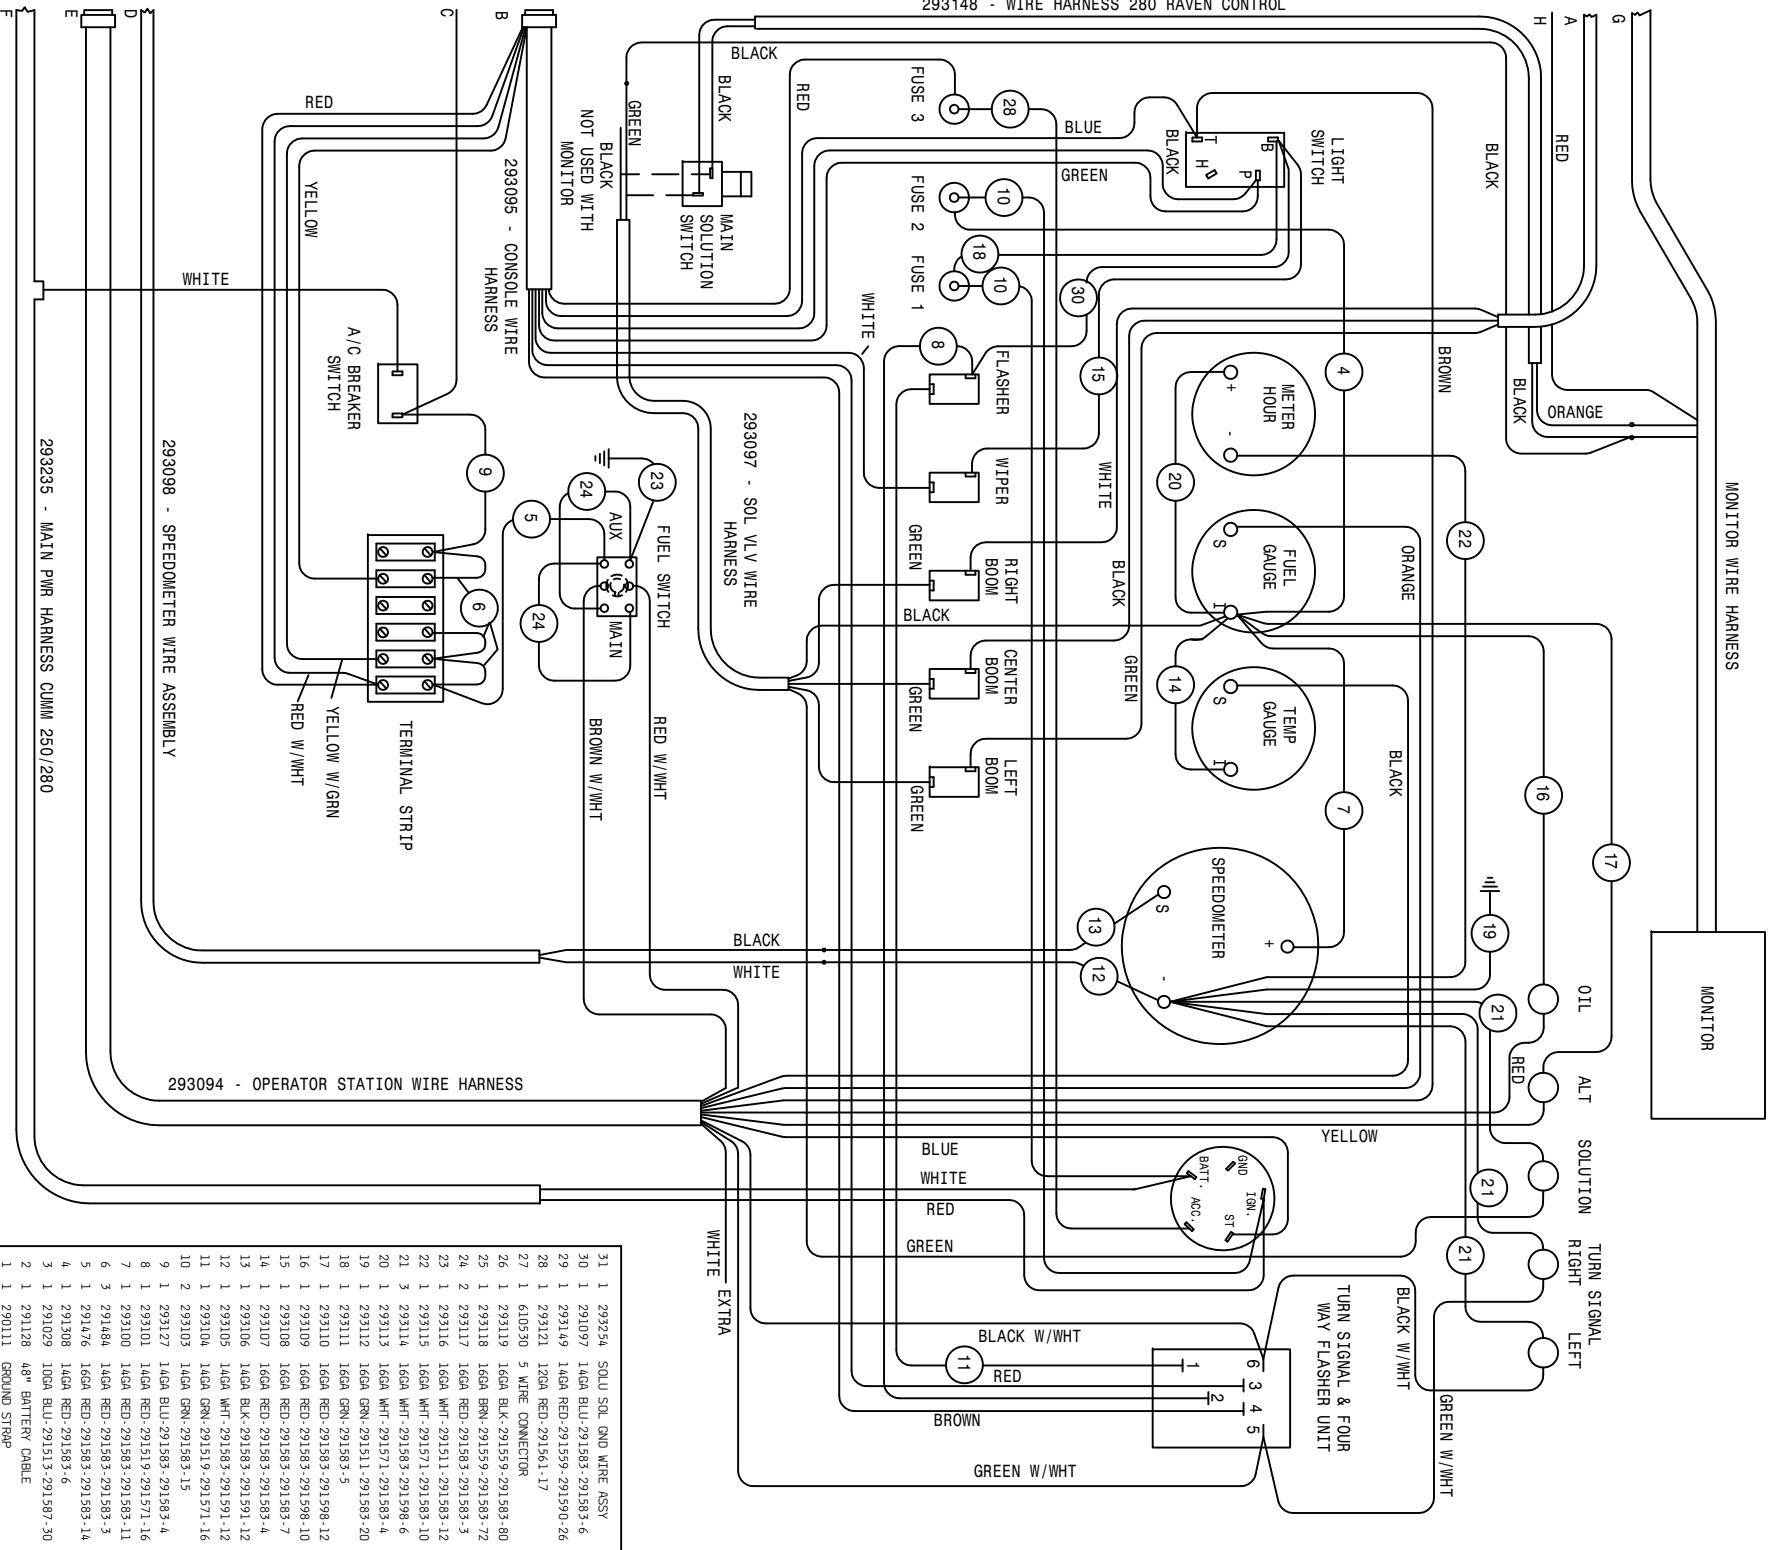 293148 - WIRE HARNESS 280 RAVEN CONTROL
F
E
D
C
B
H
A
G
BLACK
RED
BLACK
RED
GREEN
BLACK
NOT USED WITH
MONITOR
BLACK
MAIN
SOLUTION
SWITCH
RED
FUSE 3
28
BLUE
LIGHT
SWITCH
T
B
H
P
BLACK
GREEN
FUSE 2
10
18
FUSE 1
10
30
YELLOW
WHITE
293095 - CONSOLE WIRE
HARNESS
A/C BREAKER
SWITCH
WHITE
8
FLASHER
15
4
BROWN
METER
HOUR
+
-
BLACK
ORANGE
MONITOR WIRE HARNESS
293097 - SOL VLV WIRE
HARNESS
9
24
23
AUX
5
FUEL SWITCH
MAIN
24
6
WIPER
WHITE
20
22
GREEN
RIGHT
BOOM
BLACK
FUEL
GAUGE
S
I
ORANGE
BLACK
CENTER
BOOM
GREEN
GREEN
14
TEMP
GAUGE
S
I
BLACK
LEFT
BOOM
GREEN
7
16
17
293235 - MAIN PWR HARNESS CUMM 250/280
293098 - SPEEDOMETER WIRE ASSEMBLY
RED W/WHT
YELLOW W/GRN
TERMINAL STRIP
BROWN W/WHT
RED W/WHT
SPEEDOMETER
S
+
-
13
12
19
21
BLACK
WHITE
OIL
MONITOR
RED
ALT
293094 - OPERATOR STATION WIRE HARNESS
YELLOW
BLUE
WHITE
RED
GREEN
BATT.
GND
IGN.
ACC.
ST
21
SOLUTION
21
TURN SIGNAL
RIGHT
LEFT
WHITE EXTRA
BLACK W/WHT
11
RED
BROWN
GREEN W/WHT
1
6
3
2
4
5
TURN SIGNAL & FOUR
WAY FLASHER UNIT
BLACK W/WHT
GREEN W/WHT
31 1 293254 SOLU SOL GND WIRE ASSY
30 1 291097 14GA BLU-291583-291583-6
29 1 293149 14GA RED-291559-291590-26
28 1 293121 12GA RED-291561-17
27 1 610530 5 WIRE CONNECTOR
26 1 293119 16GA BLK-291559-291583-80
25 1 293118 16GA BRN-291559-291583-72
24 2 293117 16GA RED-291583-291583-3
23 1 293116 16GA WHT-291511-291583-12
22 1 293115 16GA WHT-291571-291583-10
21 3 293114 16GA WHT-291583-291598-6
20 1 293113 16GA WHT-291571-291583-4
19 1 293112 16GA GRN-291511-291583-20
18 1 293111 16GA GRN-291583-5
17 1 293110 16GA RED-291583-291598-12
16 1 293109 16GA RED-291583-291598-10
15 1 293108 16GA RED-291583-291583-7
14 1 293107 16GA RED-291583-291583-4
13 1 293106 14GA BLK-291583-291591-12
12 1 293105 14GA WHT-291583-291591-12
11 1 293104 14GA GRN-291519-291571-16
10 2 293103 14GA GRN-291583-15
9 1 293127 14GA BLU-291583-291583-4
8 1 293101 14GA RED-291519-291571-16
7 1 293100 14GA RED-291583-291583-11
6 3 291484 14GA RED-291583-291583-3
5 1 291476 16GA RED-291583-291583-14
4 1 291308 14GA RED-291583-6
3 1 291029 10GA BLU-291513-291587-30
2 1 291128 48" BATTERY CABLE
1 1 290111 GROUND STRAP